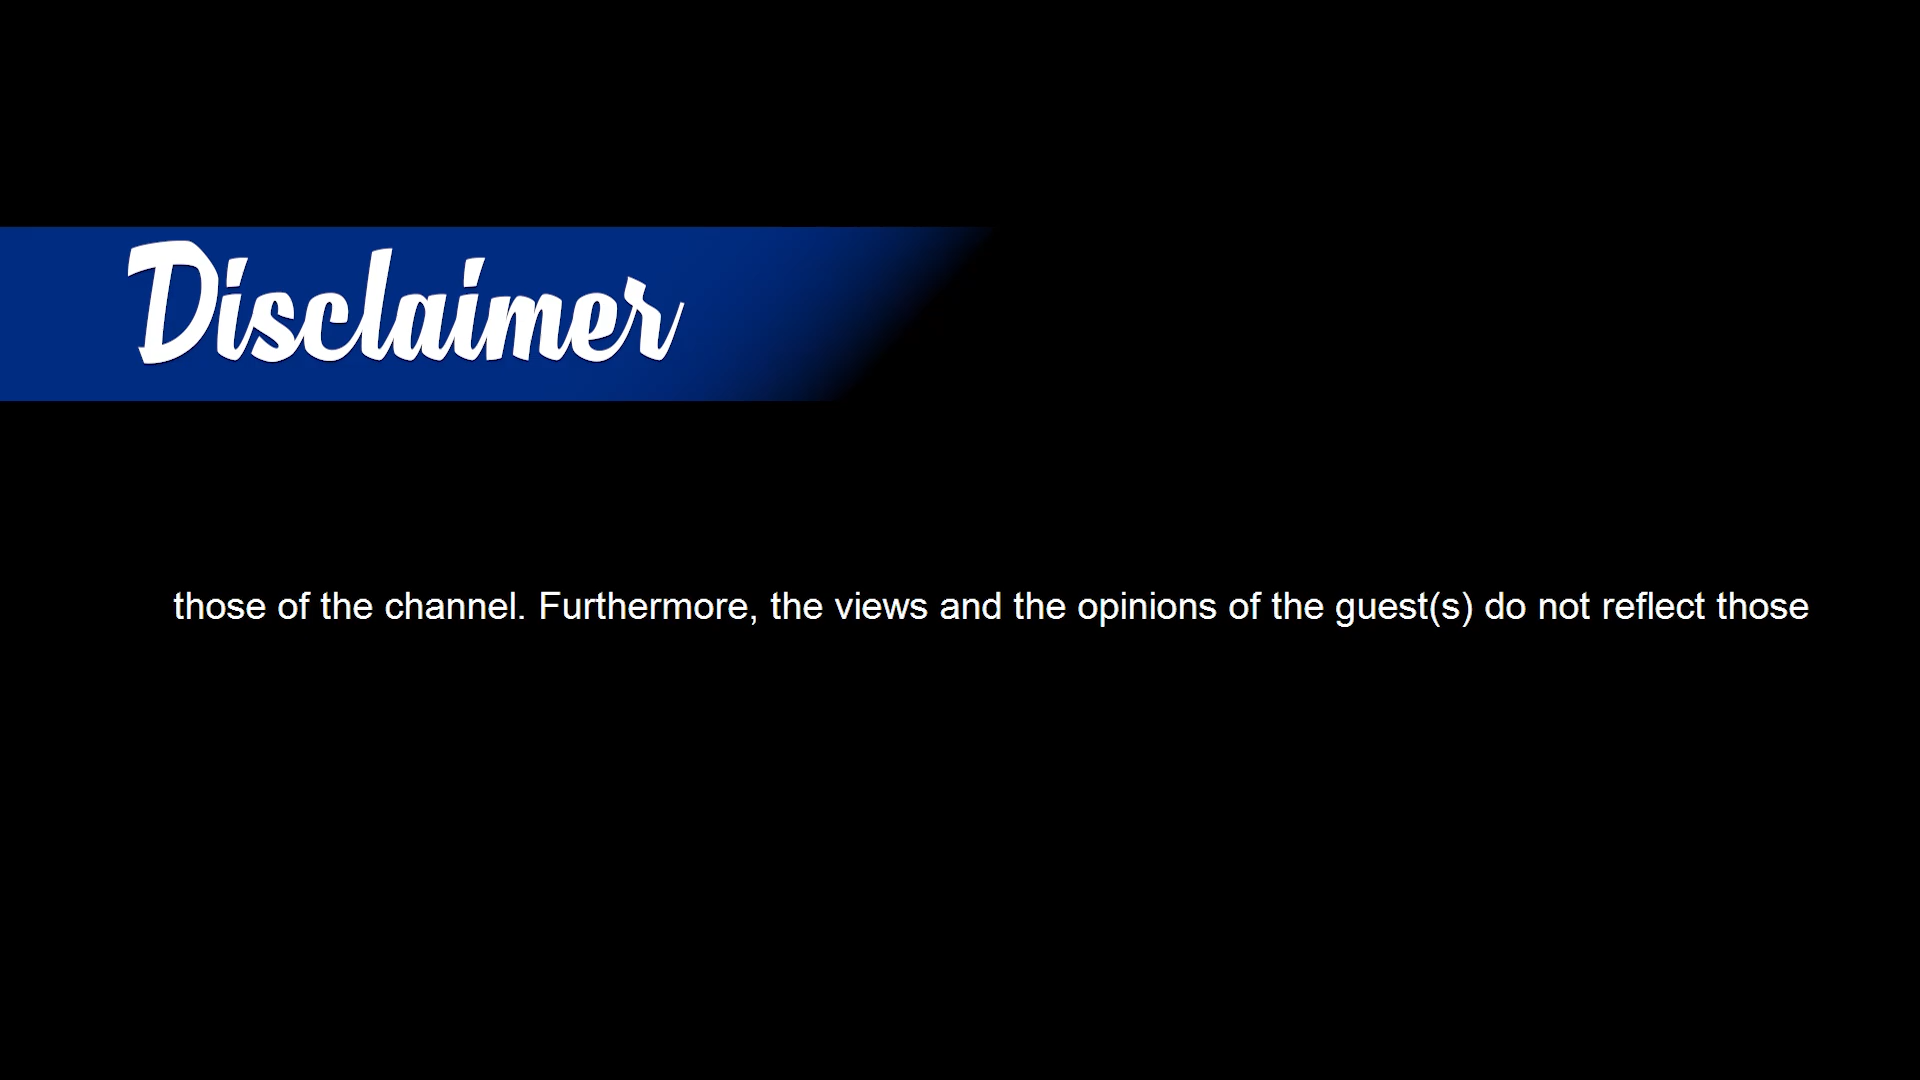 Disclaimer
those of the channel. Furthermore, the views and the opinions of the guest(s) do not reflect those